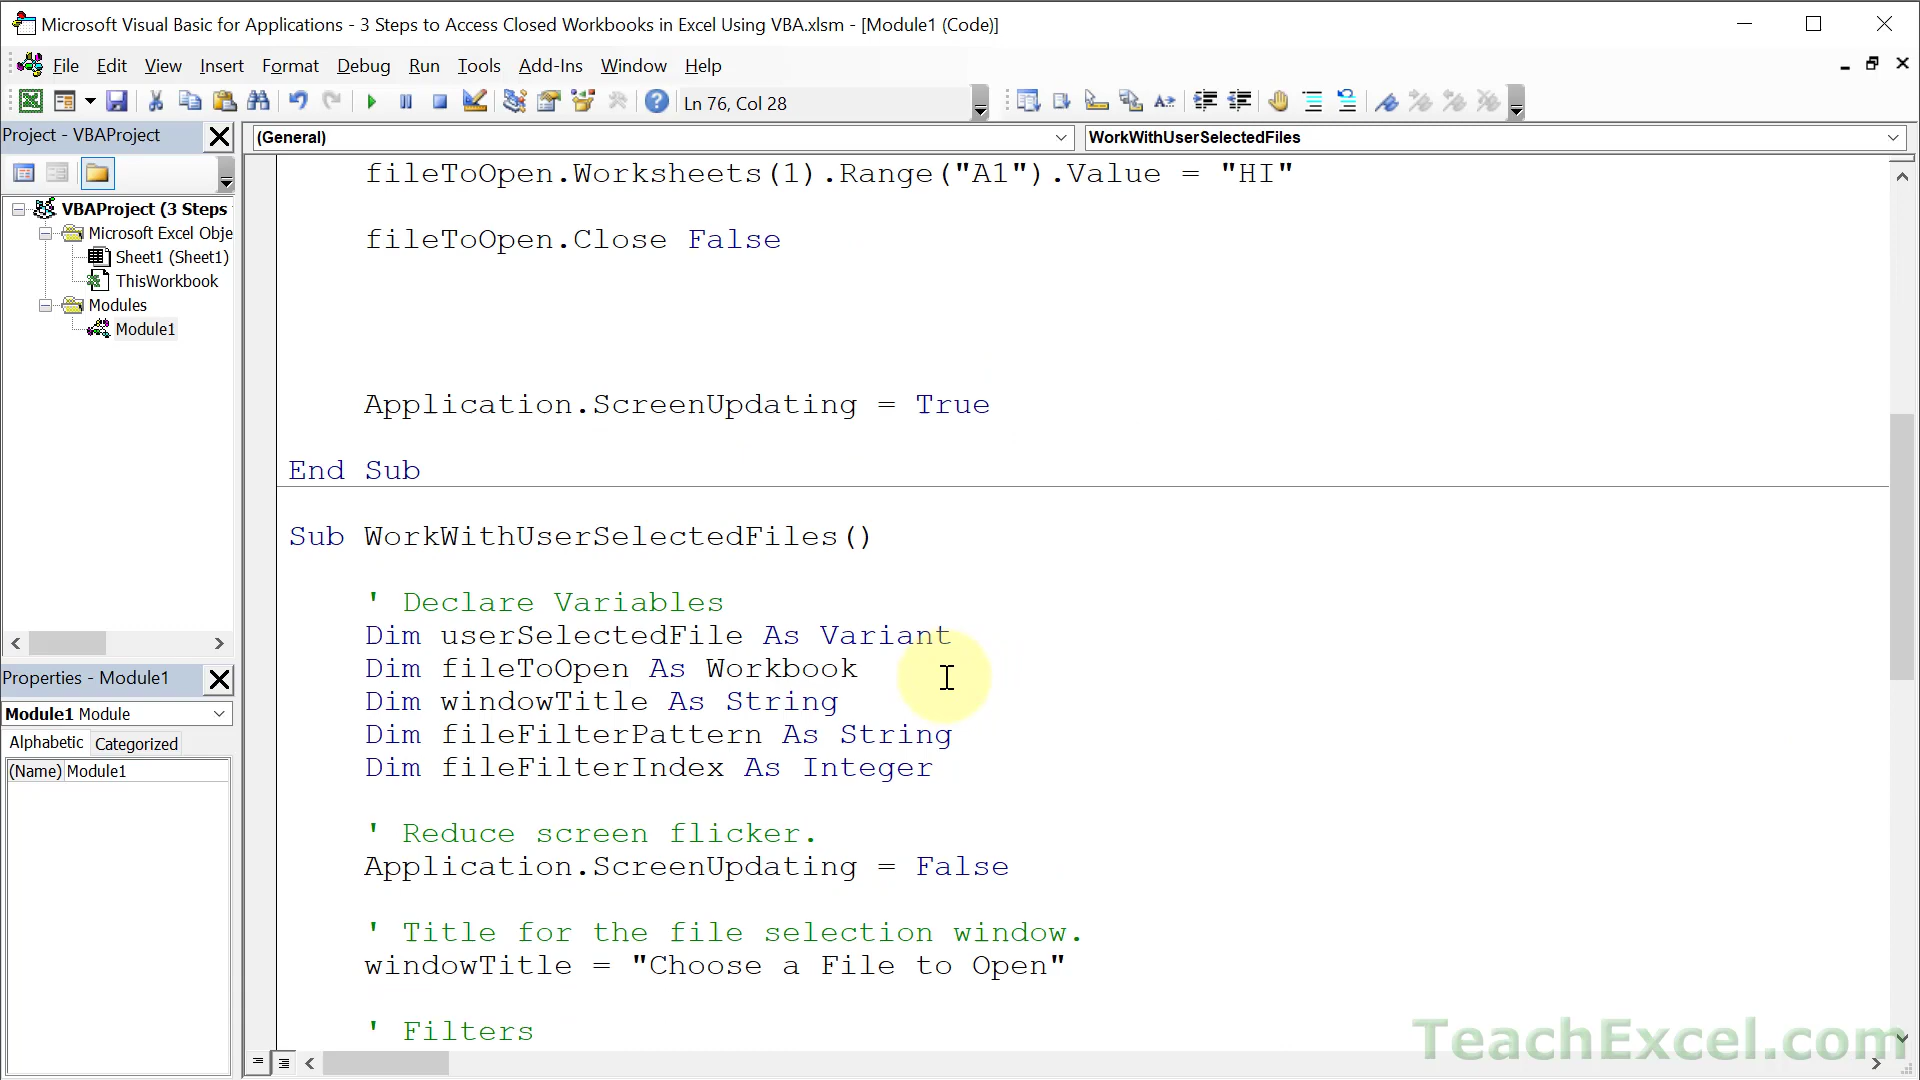 Microsoft Visual Basic for Applications - 3 Steps to Access Closed Workbooks in Excel Using VBA.xlsm - [Module1 (Code)]
File Edit View Insert Format Debug Run Tools Add-Ins Window Help
Ln 76, Col 28
Project - VBAProject
(General)
WorkWithUserSelectedFiles
VBAProject (3 Steps
Microsoft Excel Obje
Sheet1 (Sheet1)
ThisWorkbook
Modules
Module1
Properties - Module1
Module1 Module
Alphabetic Categorized
(Name) Module1
fileToOpen.Worksheets(1).Range("A1").Value = "HI"
fileToOpen.Close False
Application.ScreenUpdating = True
End Sub
Sub WorkWithUserSelectedFiles()
' Declare Variables
Dim userSelectedFile As Variant
Dim fileToOpen As Workbook
Dim windowTitle As String
Dim fileFilterPattern As String
Dim fileFilterIndex As Integer
' Reduce screen flicker.
Application.ScreenUpdating = False
' Title for the file selection window.
windowTitle = "Choose a File to Open"
' Filters
TeachExcel.com